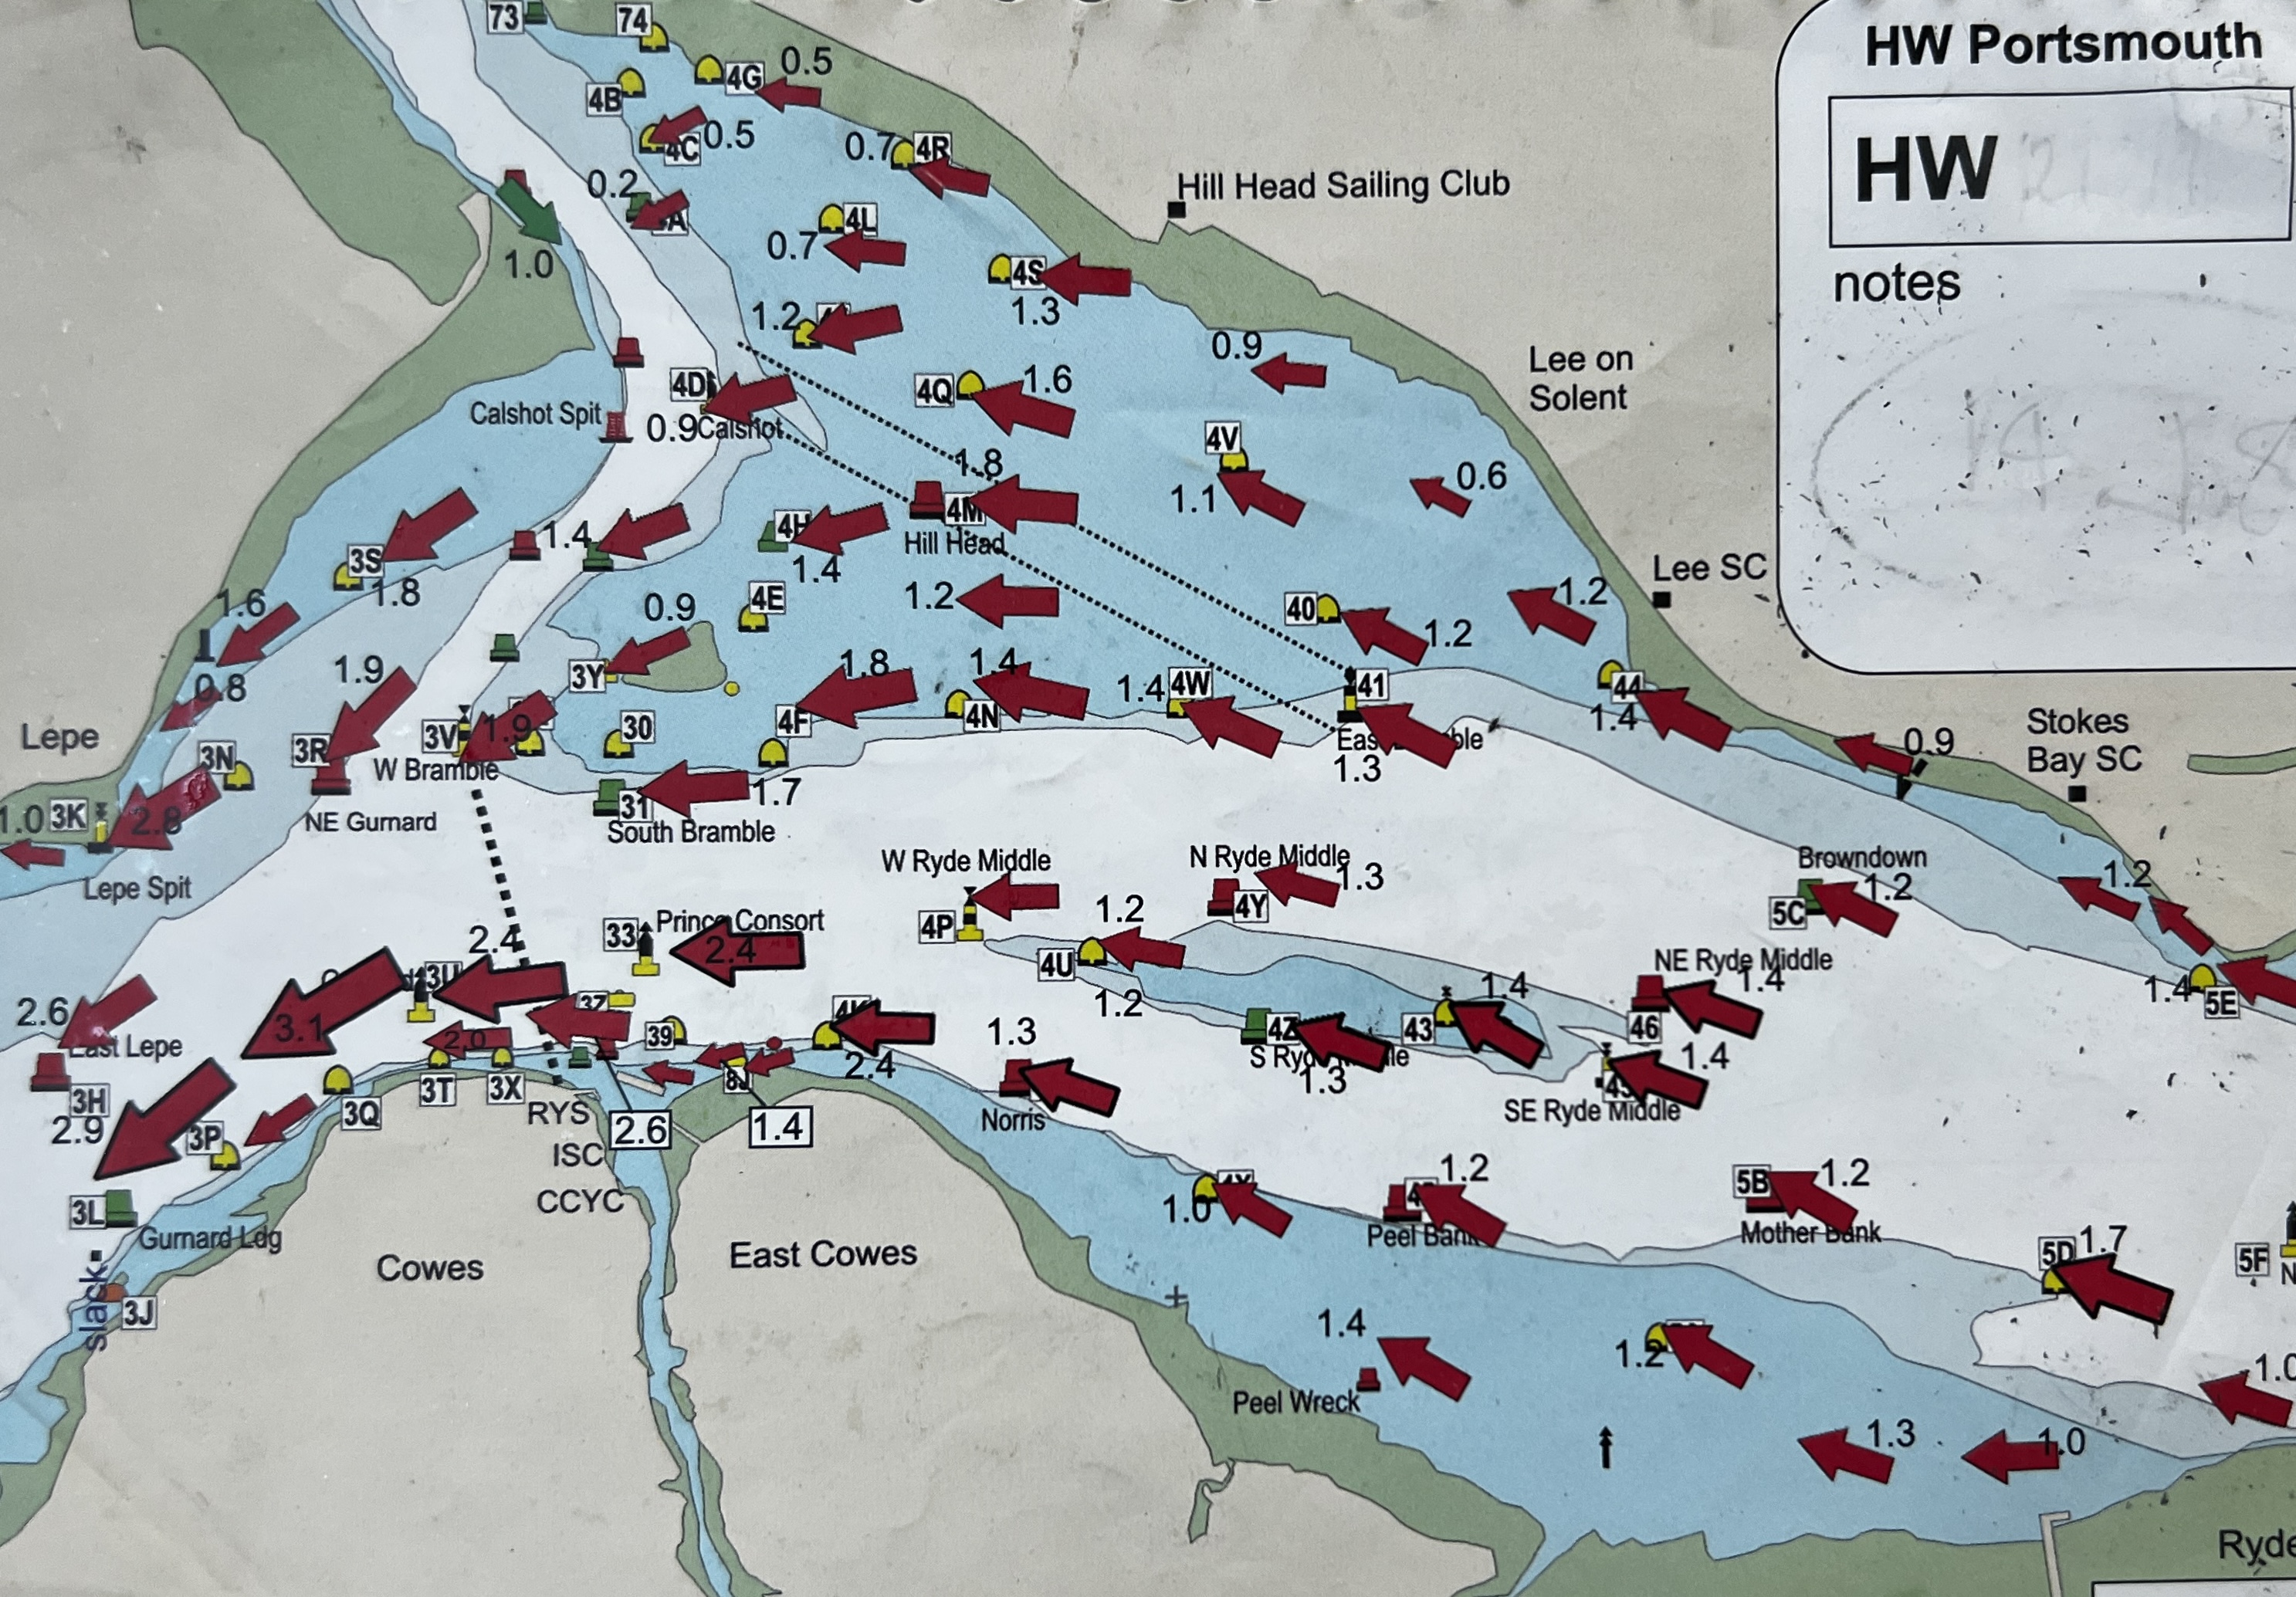 73
74
4G
0.5
4B
4C
0.5
0.7
4R
0.2
4L
0.7
1.0
4S
1.3
1.2
4D
0.9
Calshot
Calshot Spit
4Q
1.6
0.9
4V
1.1
0.6
Hill Head Sailing Club
Lee on
Solent
HW Portsmouth
HW
notes
1.8
4M
Hill Head
4H
1.4
1.4
3S
1.8
4E
1.2
0.9
40
1.2
1.2
Lee SC
1.6
0.8
1.9
3Y
1.8
1.4
4W
1.4
41
1.3
44
1.4
Lepe
3N
3R
3V
1.9
W Bramble
30
4F
4N
0.9
Stokes
Bay SC
1.0
3K
2.8
NE Gurnard
31
1.7
South Bramble
Lepe Spit
W Ryde Middle
N Ryde Middle
1.3
4Y
Browndown
5C
1.2
1.2
2.4
33
Prince Consort
2.4
4P
1.2
4U
1.2
NE Ryde Middle
1.4
46
1.4
5E
2.6
East Lepe
3.1
3U
37
2.0
39
2.4
1.3
4Z
S Ryde Middle
1.3
43
1.4
1.4
SE Ryde Middle
3H
2.9
3P
3Q
3T
3X
RYS
ISC
CCYC
2.6
1.4
Norris
3L
Gurnard Ldg
slack
3J
Cowes
East Cowes
1.0
4X
1.2
Peel Bank
5B
1.2
Mother Bank
5D
1.7
5F
1.4
Peel Wreck
1.2
1.3
1.0
1.0
Ryde